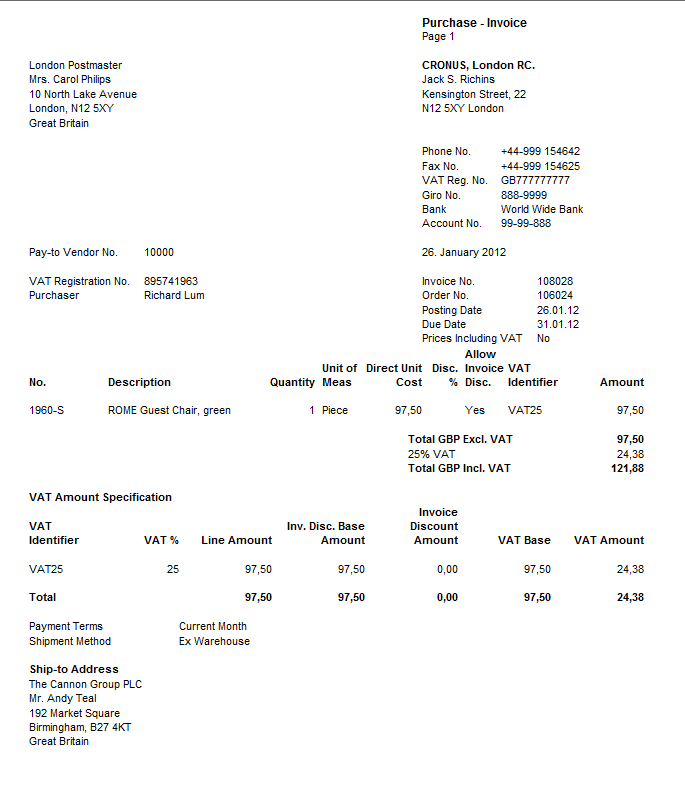 Purchase - Invoice
Page 1
London Postmaster
Mrs. Carol Philips
10 North Lake Avenue
London, N12 5XY
Great Britain
CRONUS, London RC.
Jack S. Richins
Kensington Street, 22
N12 5XY London
Phone No. +44-999 154642
Fax No. +44-999 154625
VAT Reg. No. GB777777777
Giro No. 888-9999
Bank World Wide Bank
Account No. 99-99-888
Pay-to Vendor No. 10000
26. January 2012
VAT Registration No. 895741963
Purchaser Richard Lum
Invoice No. 108028
Order No. 106024
Posting Date 26.01.12
Due Date 31.01.12
Prices Including VAT No
Allow
Unit of Direct Unit Disc. Invoice VAT
No. Description Quantity Meas Cost % Disc. Identifier Amount
1960-S ROME Guest Chair, green 1 Piece 97,50 Yes VAT25 97,50
Total GBP Excl. VAT 97,50
25% VAT 24,38
Total GBP Incl. VAT 121,88
VAT Amount Specification
Invoice
VAT Inv. Disc. Base Discount
Identifier VAT % Line Amount Amount Amount VAT Base VAT Amount
VAT25 25 97,50 97,50 0,00 97,50 24,38
Total 97,50 97,50 0,00 97,50 24,38
Payment Terms Current Month
Shipment Method Ex Warehouse
Ship-to Address
The Cannon Group PLC
Mr. Andy Teal
192 Market Square
Birmingham, B27 4KT
Great Britain